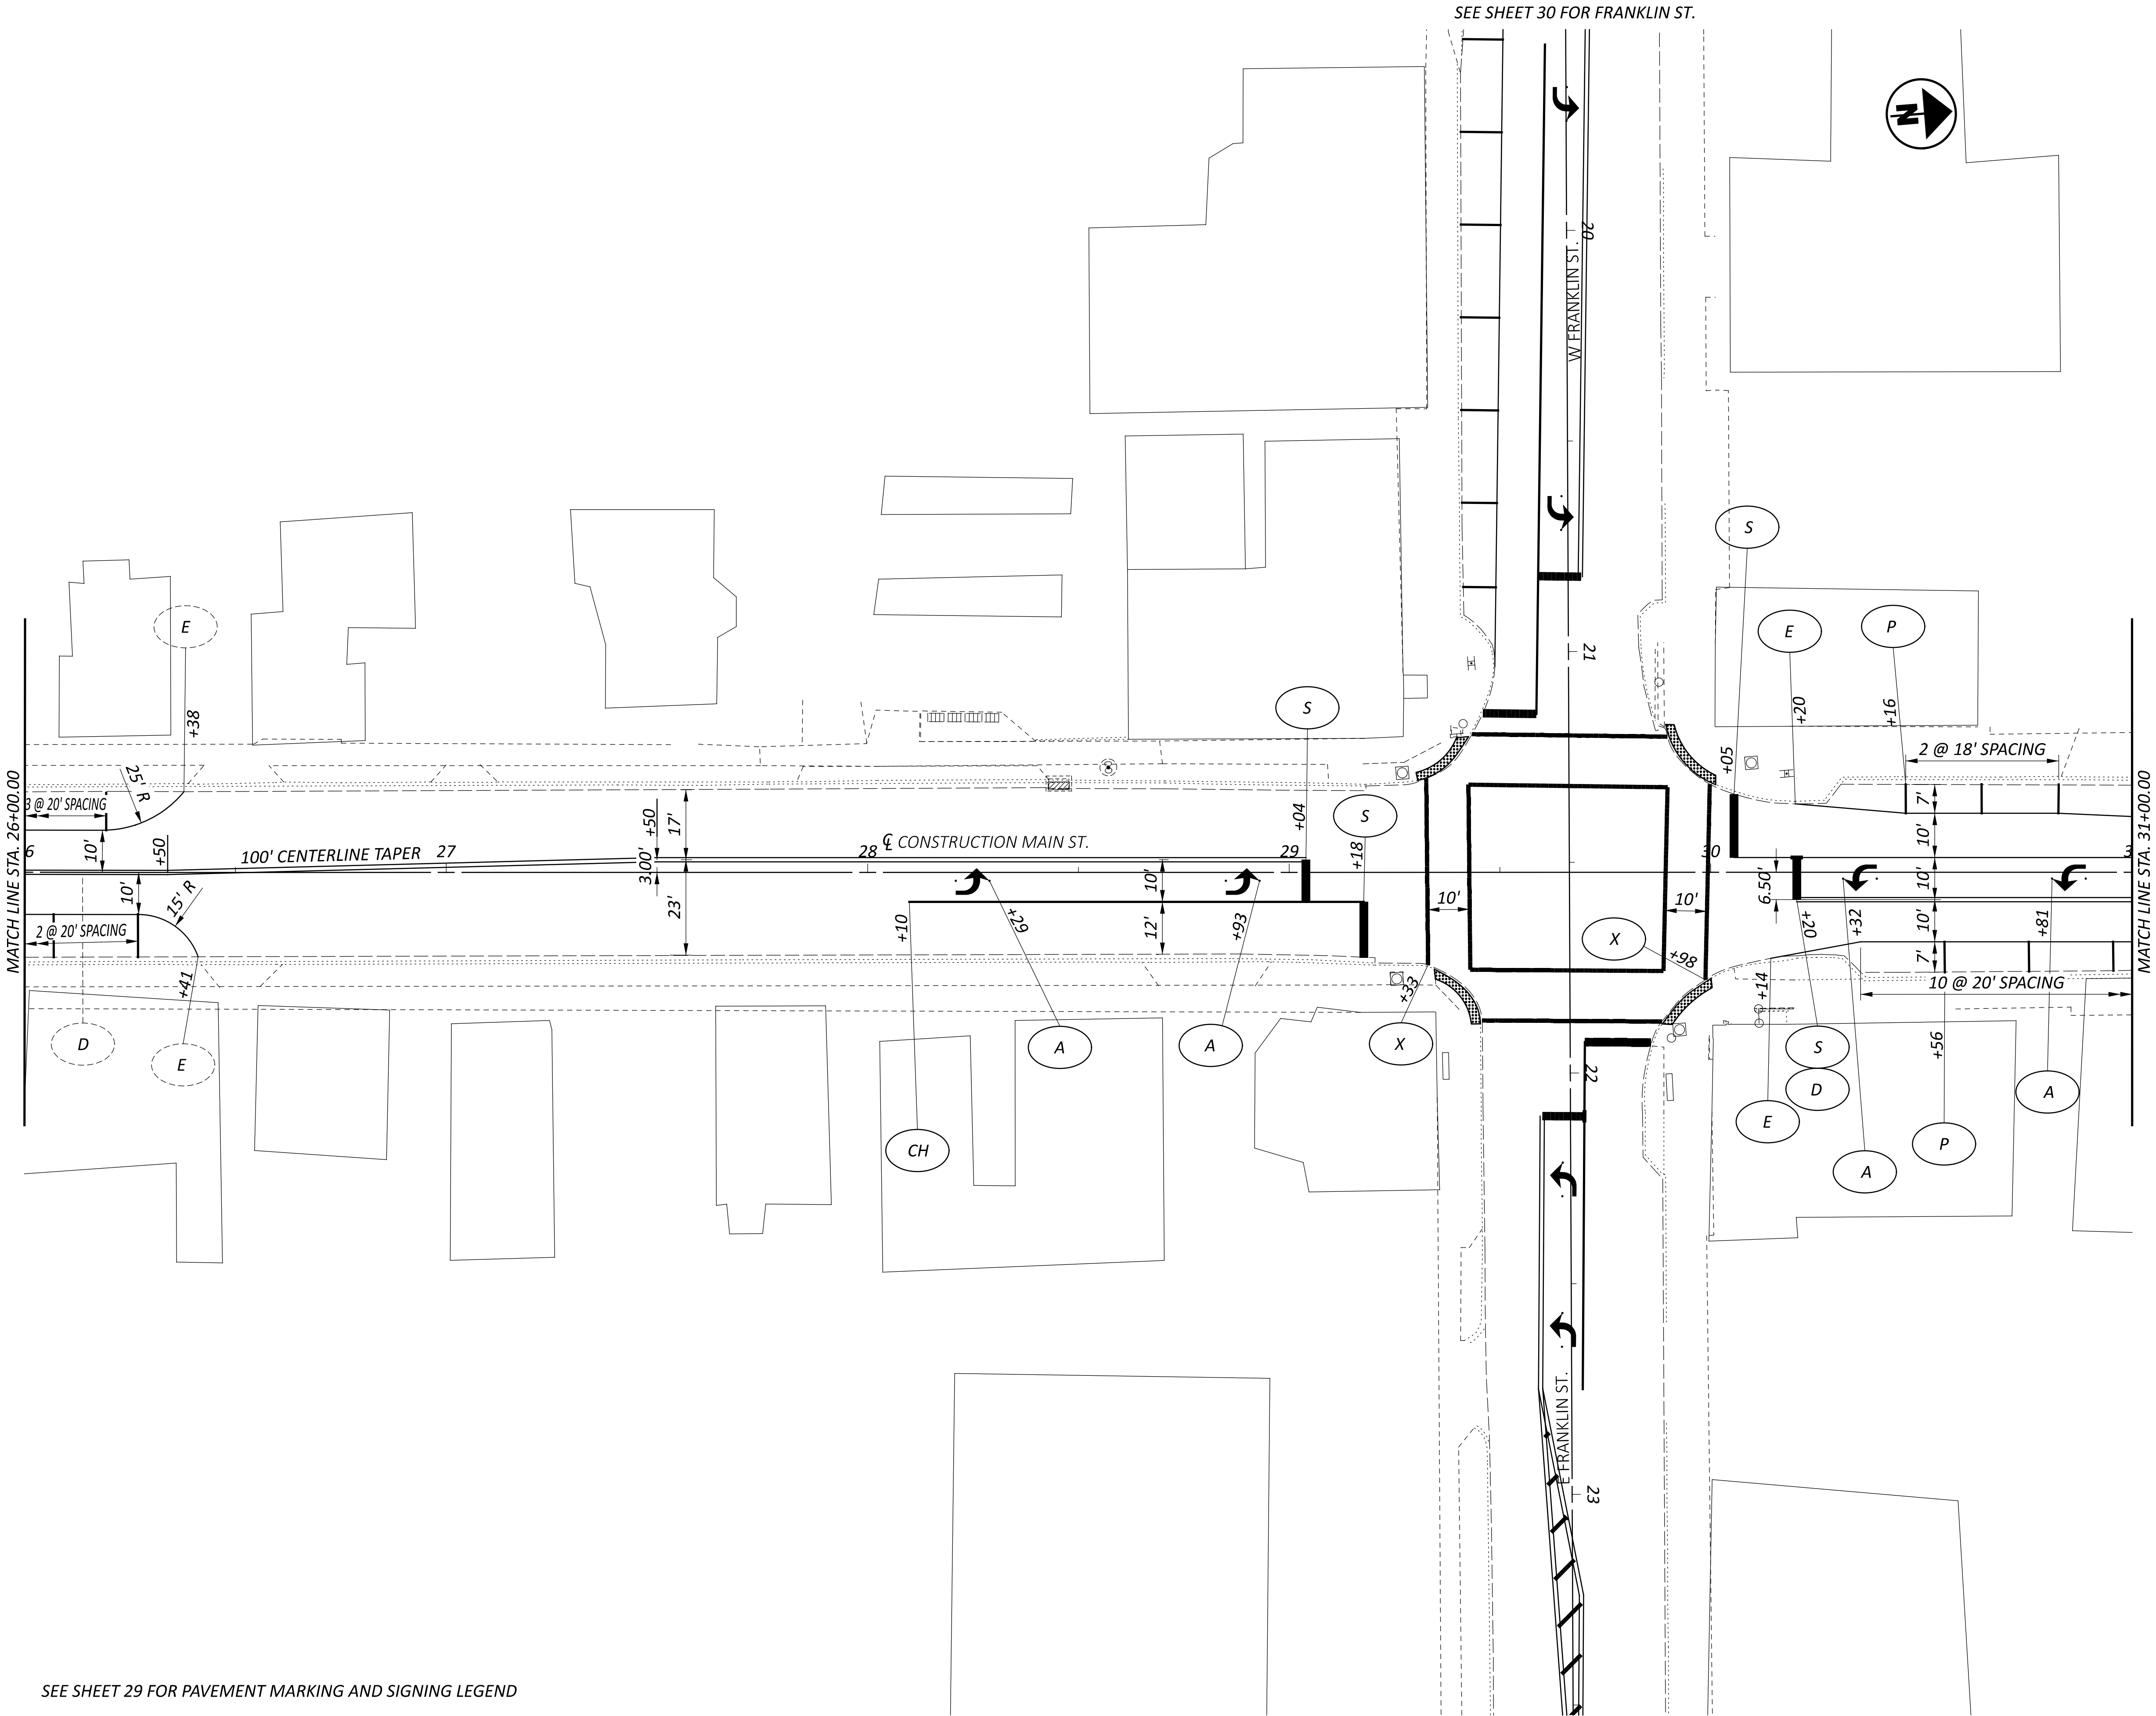 SEE SHEET 30 FOR FRANKLIN ST.
N
20
W FRANKLIN ST.
21
S
E
P
E
S
+38
+20
+16
+05
2 @ 18' SPACING
MATCH LINE STA. 26+00.00
3 @ 20' SPACING
25' R
+50
17'
+04
S
7'
10'
MATCH LINE STA. 31+00.00
6
10'
+50
100' CENTERLINE TAPER
27
3.00'
28
℄ CONSTRUCTION MAIN ST.
29
+18
30
3
10'
15' R
10'
6.50'
10'
2 @ 20' SPACING
23'
+10
+29
12'
+93
10'
10'
X
+98
+20
+32
10'
+81
7'
+41
+33
+14
10 @ 20' SPACING
D
E
A
A
X
22
S
D
+56
A
E
P
CH
A
E FRANKLIN ST.
23
SEE SHEET 29 FOR PAVEMENT MARKING AND SIGNING LEGEND